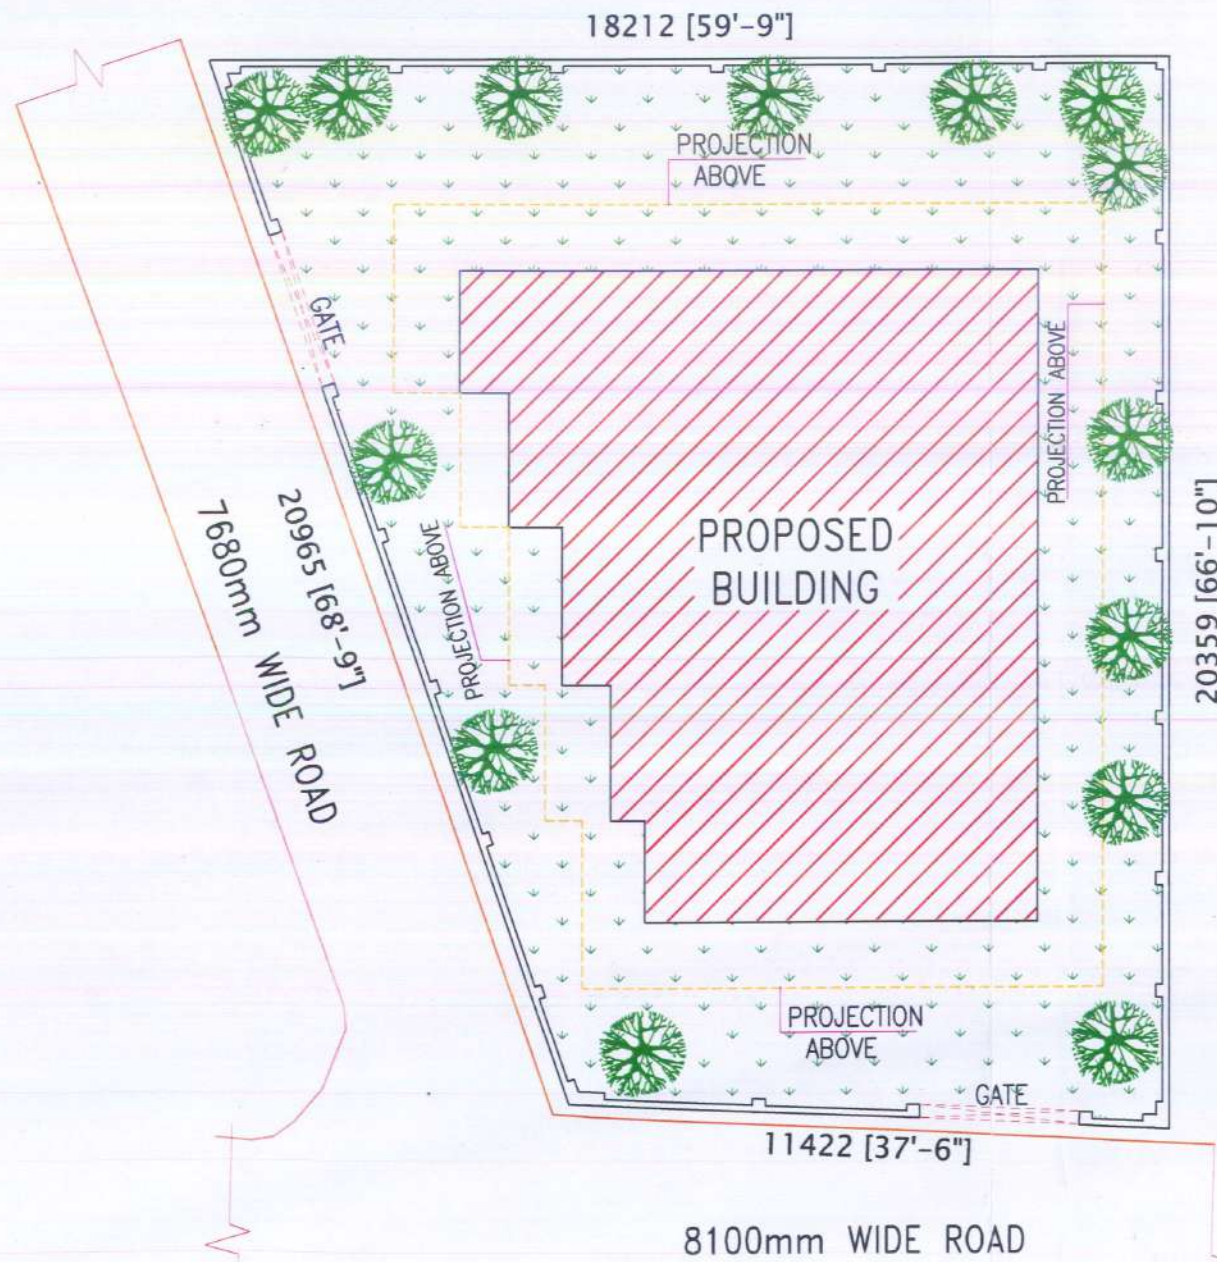 18212 [59'-9"]
PROJECTION
ABOVE
GATE
PROJECTION ABOVE
20965 [68'-9"]
7680mm WIDE ROAD
PROJECTION ABOVE
PROPOSED
BUILDING
20359 [66'-10"]
PROJECTION
ABOVE
GATE
11422 [37'-6"]
8100mm WIDE ROAD